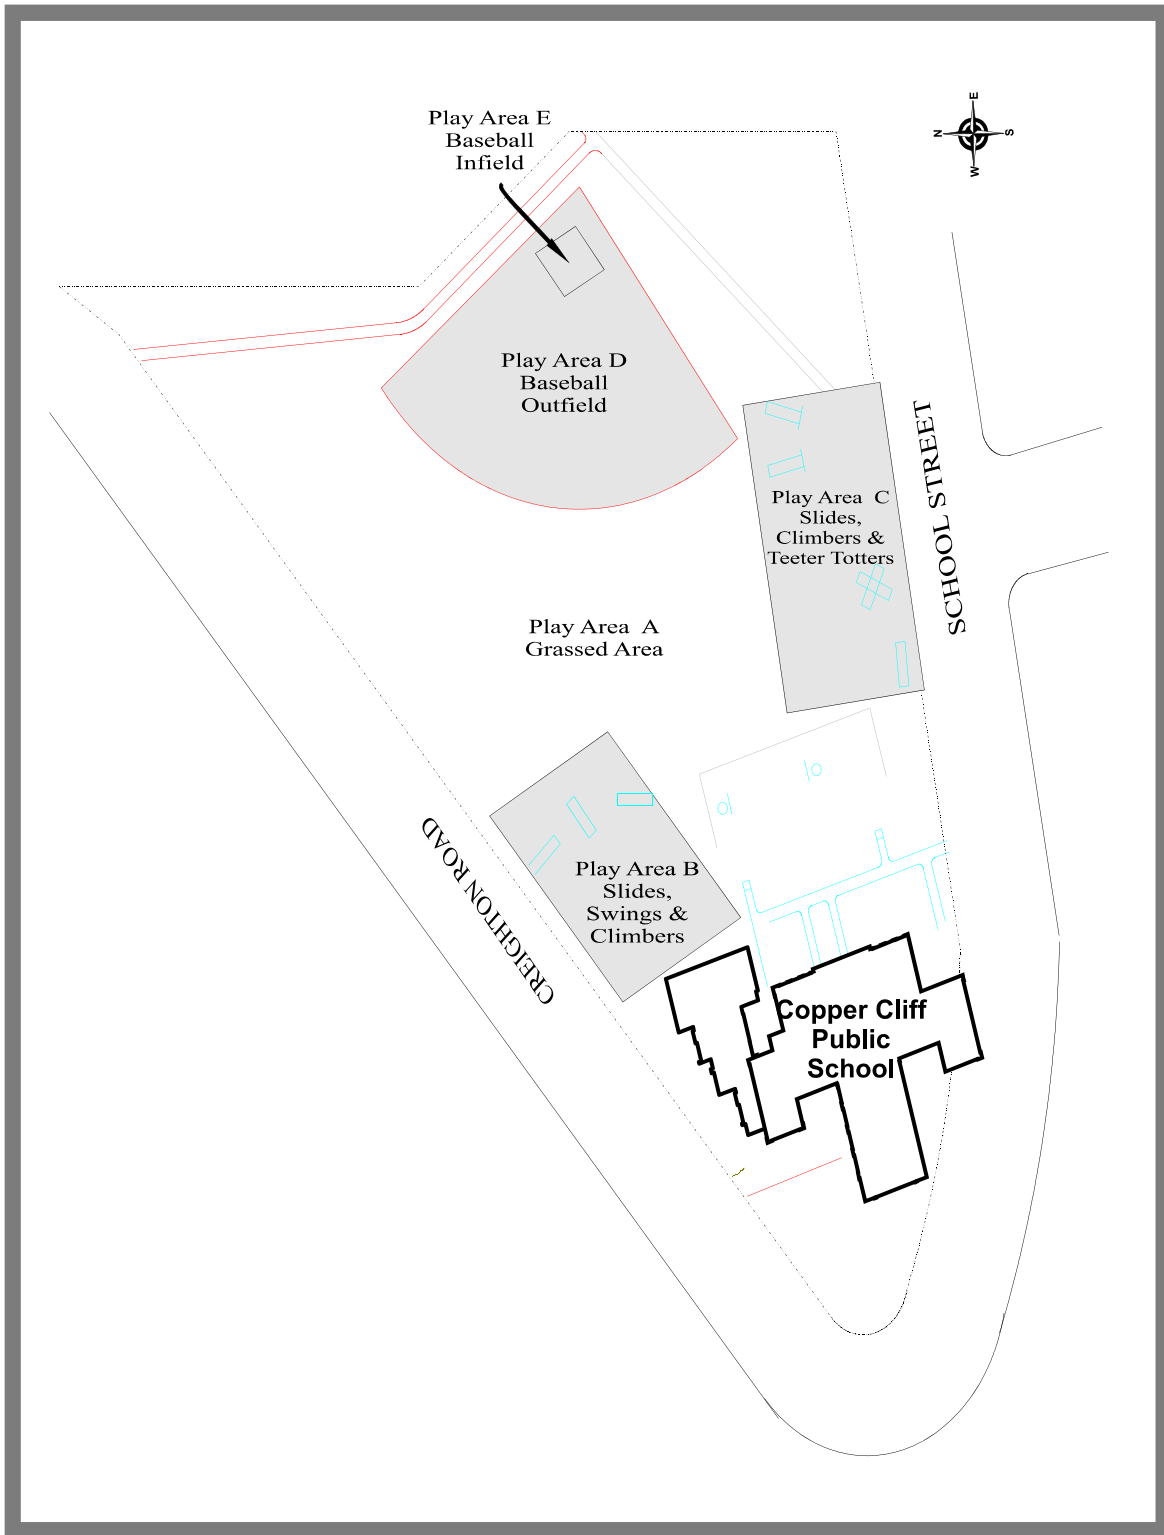 Play Area E
Baseball
Infield
E
N
S
W
Play Area D
Baseball
Outfield
SCHOOL STREET
Play Area C
Slides,
Climbers &
Teeter Totters
Play Area A
Grassed Area
CREIGHTON ROAD
Play Area B
Slides,
Swings &
Climbers
Copper Cliff
Public
School